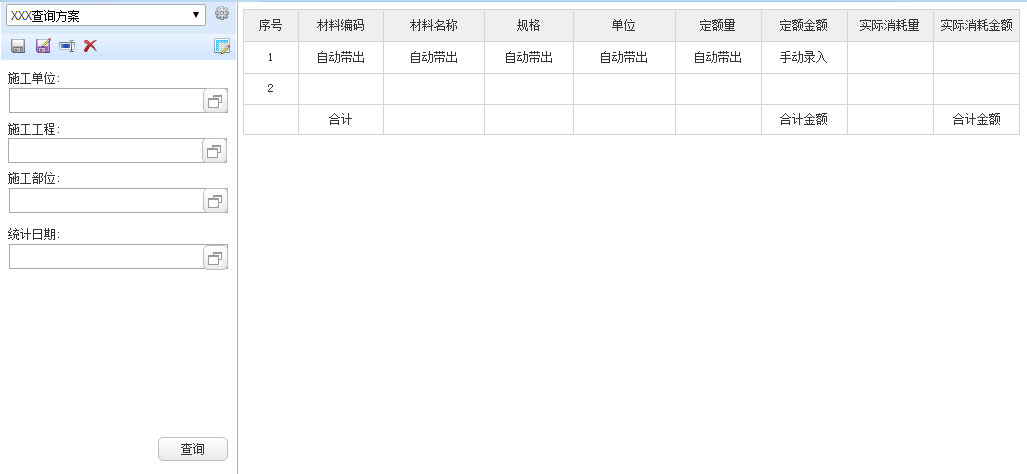 XXX查询方案
施工单位:
施工工程:
施工部位:
统计日期:
查询
序号 材料编码 材料名称 规格 单位 定额量 定额金额 实际消耗量 实际消耗金额
1 自动带出 自动带出 自动带出 自动带出 自动带出 手动录入
2
合计 合计金额 合计金额